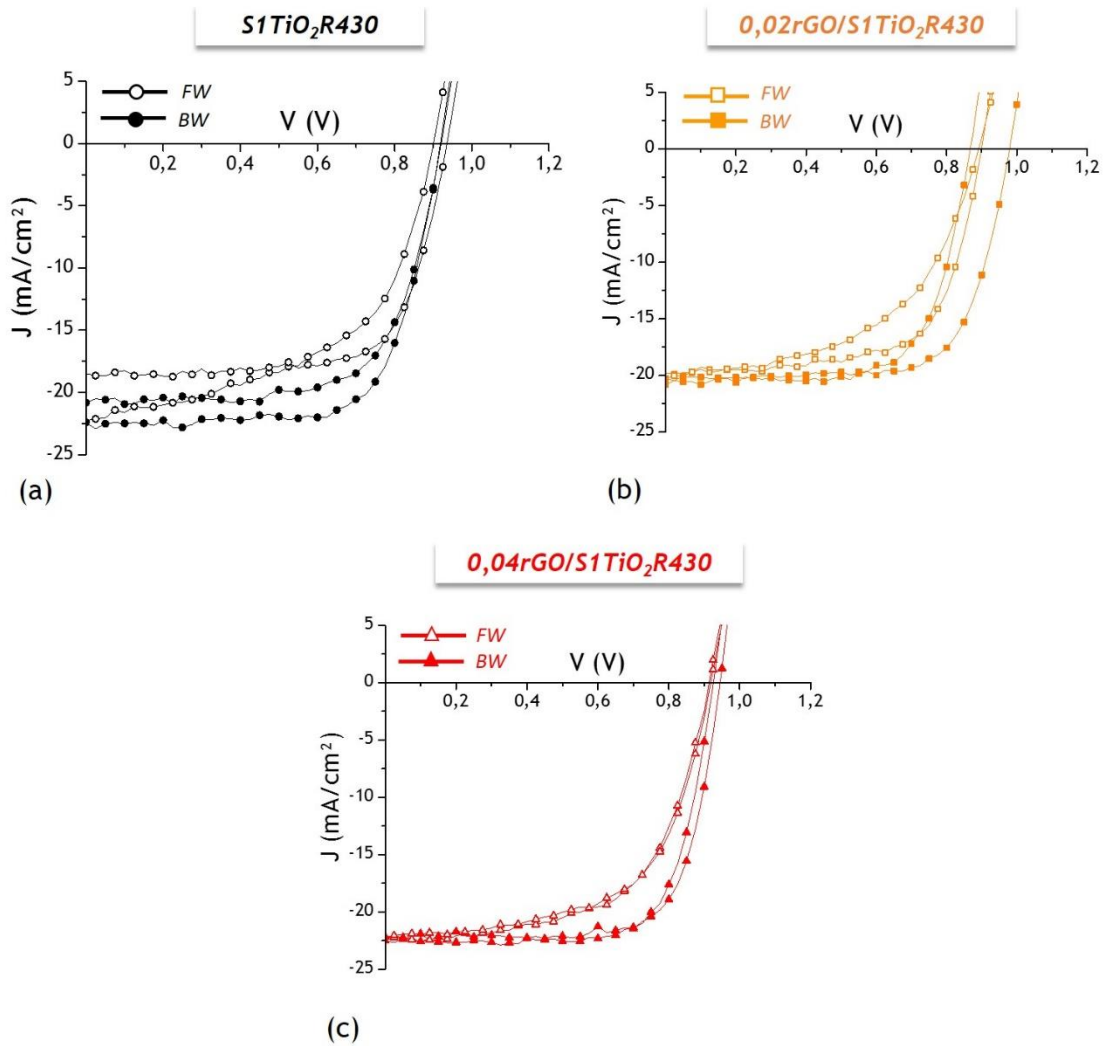 S1TiO₂R430
FW
BW
V (V)
5
0
-5
-10
-15
-20
-25
0,2 0,4 0,6 0,8 1,0 1,2
J (mA/cm²)
(a)
0,02rGO/S1TiO₂R430
FW
BW
V (V)
5
0
-5
-10
-15
-20
-25
0,2 0,4 0,6 0,8 1,0 1,2
J (mA/cm²)
(b)
0,04rGO/S1TiO₂R430
FW
BW
V (V)
5
0
-5
-10
-15
-20
-25
0,2 0,4 0,6 0,8 1,0 1,2
J (mA/cm²)
(c)